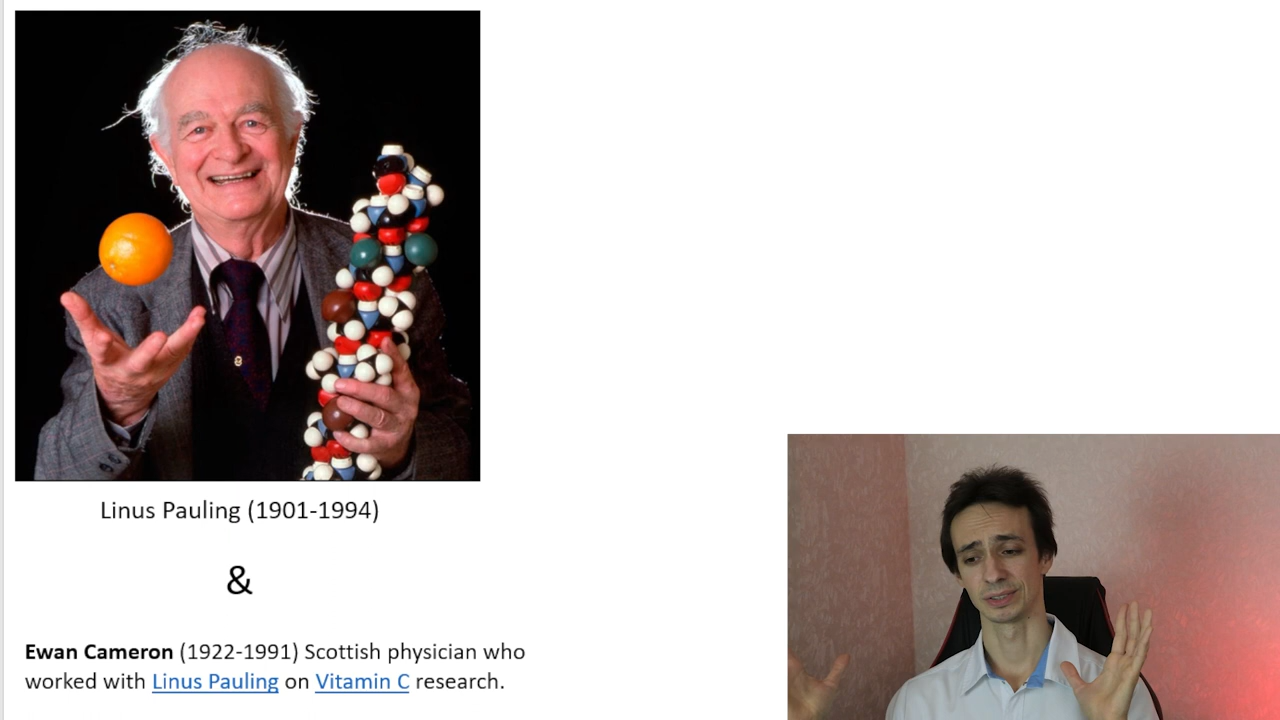 Linus Pauling (1901-1994)
&
Ewan Cameron (1922-1991) Scottish physician who
worked with Linus Pauling on Vitamin C research.